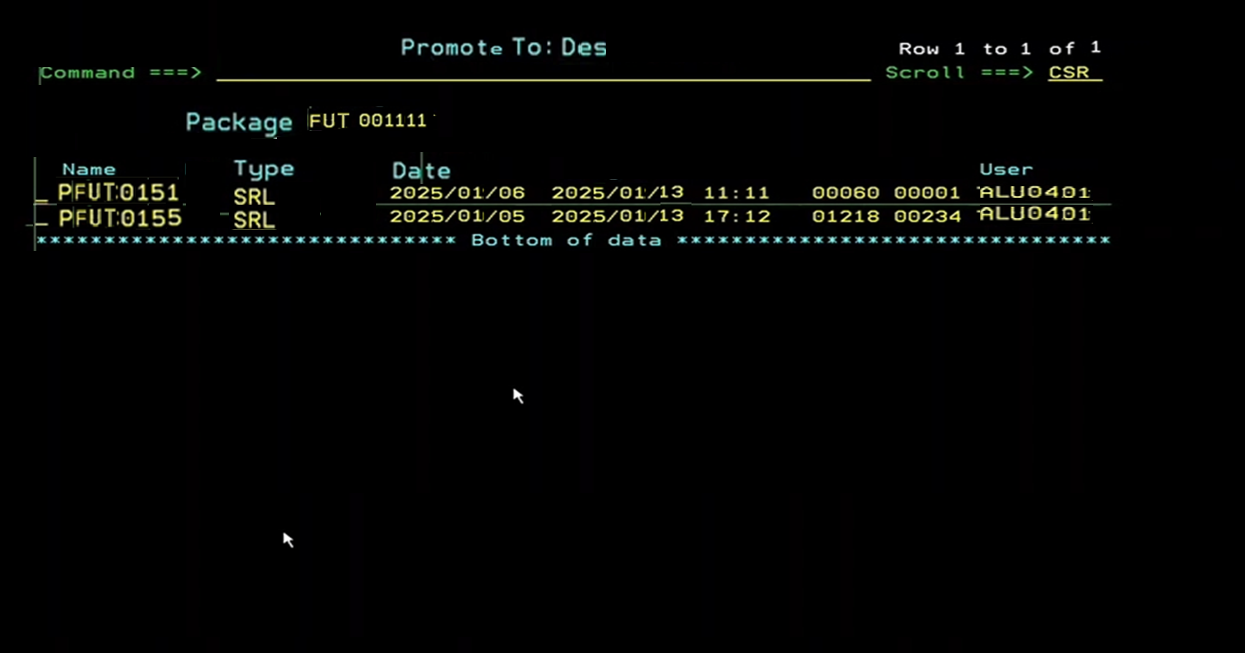 Promote To: Des Row 1 to 1 of 1
Command ===> Scroll ===> CSR
Package FUT 001111
Name Type Date User
_ PFUT0151 SRL 2025/01/06 2025/01/13 11:11 00060 00001 ALU04D1
_ PFUT0155 SRL 2025/01/05 2025/01/13 17:12 01218 00234 ALU04D1
******************************* Bottom of data ********************************